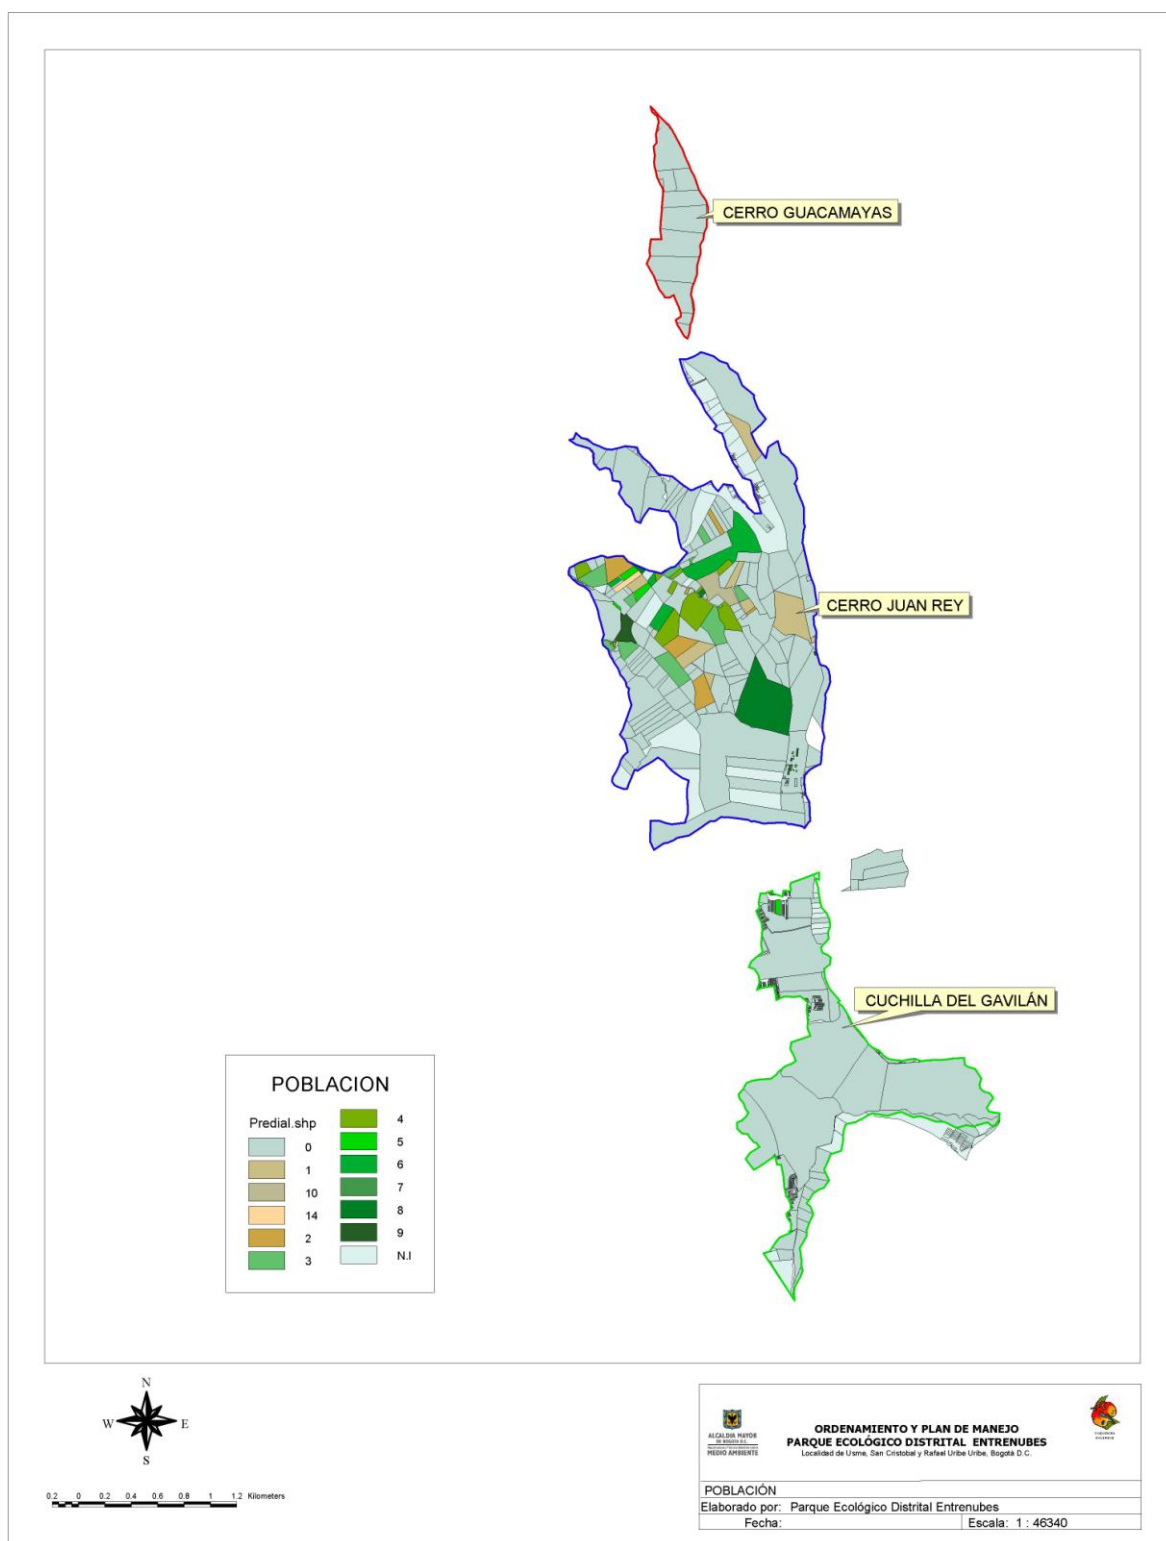 CERRO GUACAMAYAS
CERRO JUAN REY
CUCHILLA DEL GAVILÁN
POBLACION
Predial.shp
0
1
10
14
2
3
4
5
6
7
8
9
N.I
N
W E
S
0.2 0 0.2 0.4 0.6 0.8 1 1.2 Kilometers
ALCALDIA MAYOR
DE BOGOTA D.C.
MEDIO AMBIENTE
ORDENAMIENTO Y PLAN DE MANEJO
PARQUE ECOLÓGICO DISTRITAL ENTRENUBES
Localidad de Usme, San Cristobal y Rafael Uribe Uribe, Bogotá D.C.
POBLACIÓN
Elaborado por: Parque Ecológico Distrital Entrenubes
Fecha:
Escala: 1 : 46340